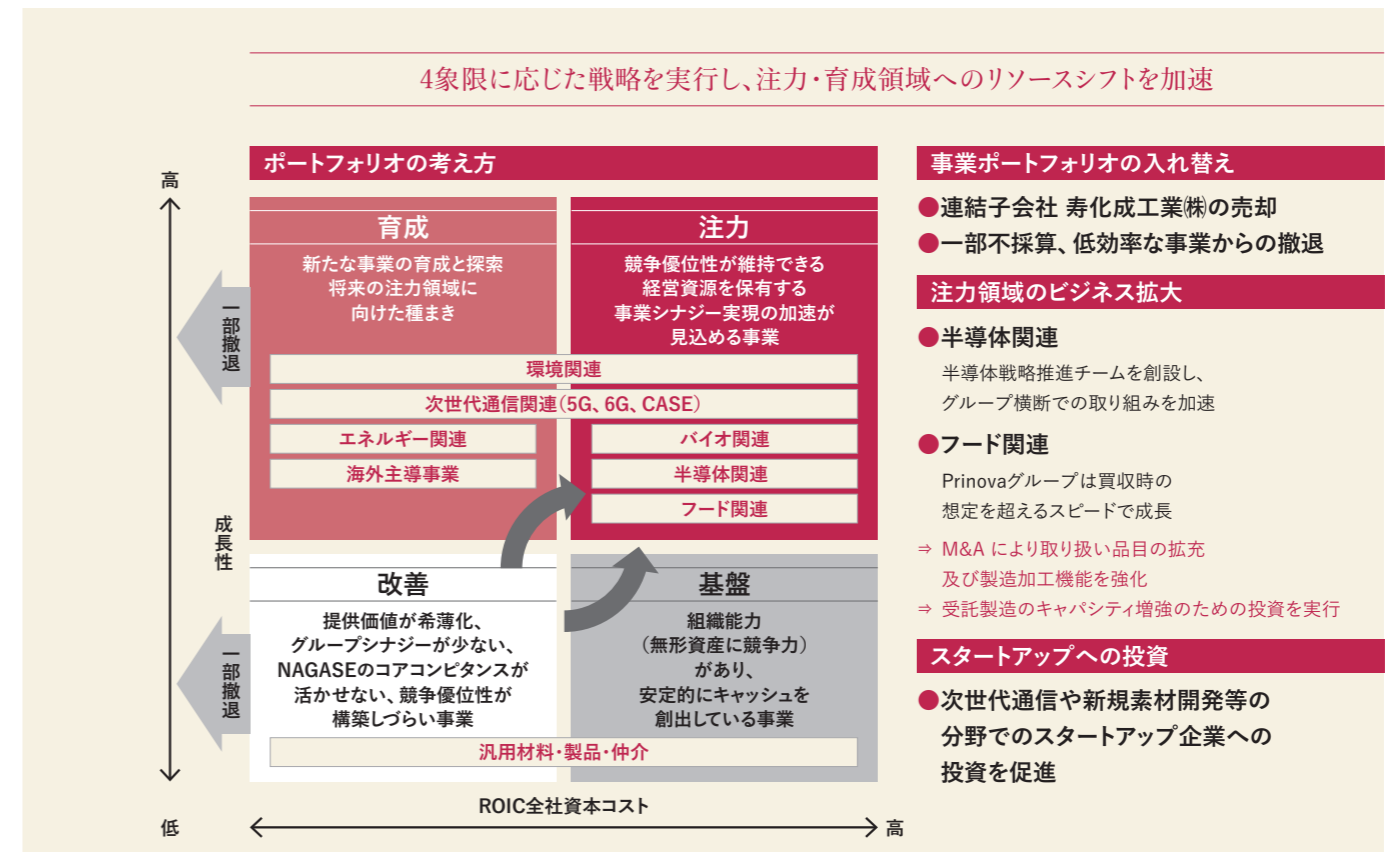 4象限に応じた戦略を実行し、注力・育成領域へのリソースシフトを加速
ポートフォリオの考え方
高
成長性
低
一部撤退
一部撤退
育成
新たな事業の育成と探索
将来の注力領域に
向けた種まき
注力
競争優位性が維持できる
経営資源を保有する
事業シナジー実現の加速が
見込める事業
環境関連
次世代通信関連（5G、6G、CASE）
エネルギー関連
海外主導事業
バイオ関連
半導体関連
フード関連
改善
提供価値が希薄化、
グループシナジーが少ない、
NAGASEのコアコンピタンスが
活かせない、競争優位性が
構築しづらい事業
基盤
組織能力
（無形資産に競争力）
があり、
安定的にキャッシュを
創出している事業
汎用材料・製品・仲介
ROIC全社資本コスト
高
事業ポートフォリオの入れ替え
●連結子会社 寿化成工業㈱の売却
●一部不採算、低効率な事業からの撤退
注力領域のビジネス拡大
●半導体関連
半導体戦略推進チームを創設し、
グループ横断での取り組みを加速
●フード関連
Prinovaグループは買収時の
想定を超えるスピードで成長
⇒ M&A により取り扱い品目の拡充
及び製造加工機能を強化
⇒ 受託製造のキャパシティ増強のための投資を実行
スタートアップへの投資
●次世代通信や新規素材開発等の
分野でのスタートアップ企業への
投資を促進